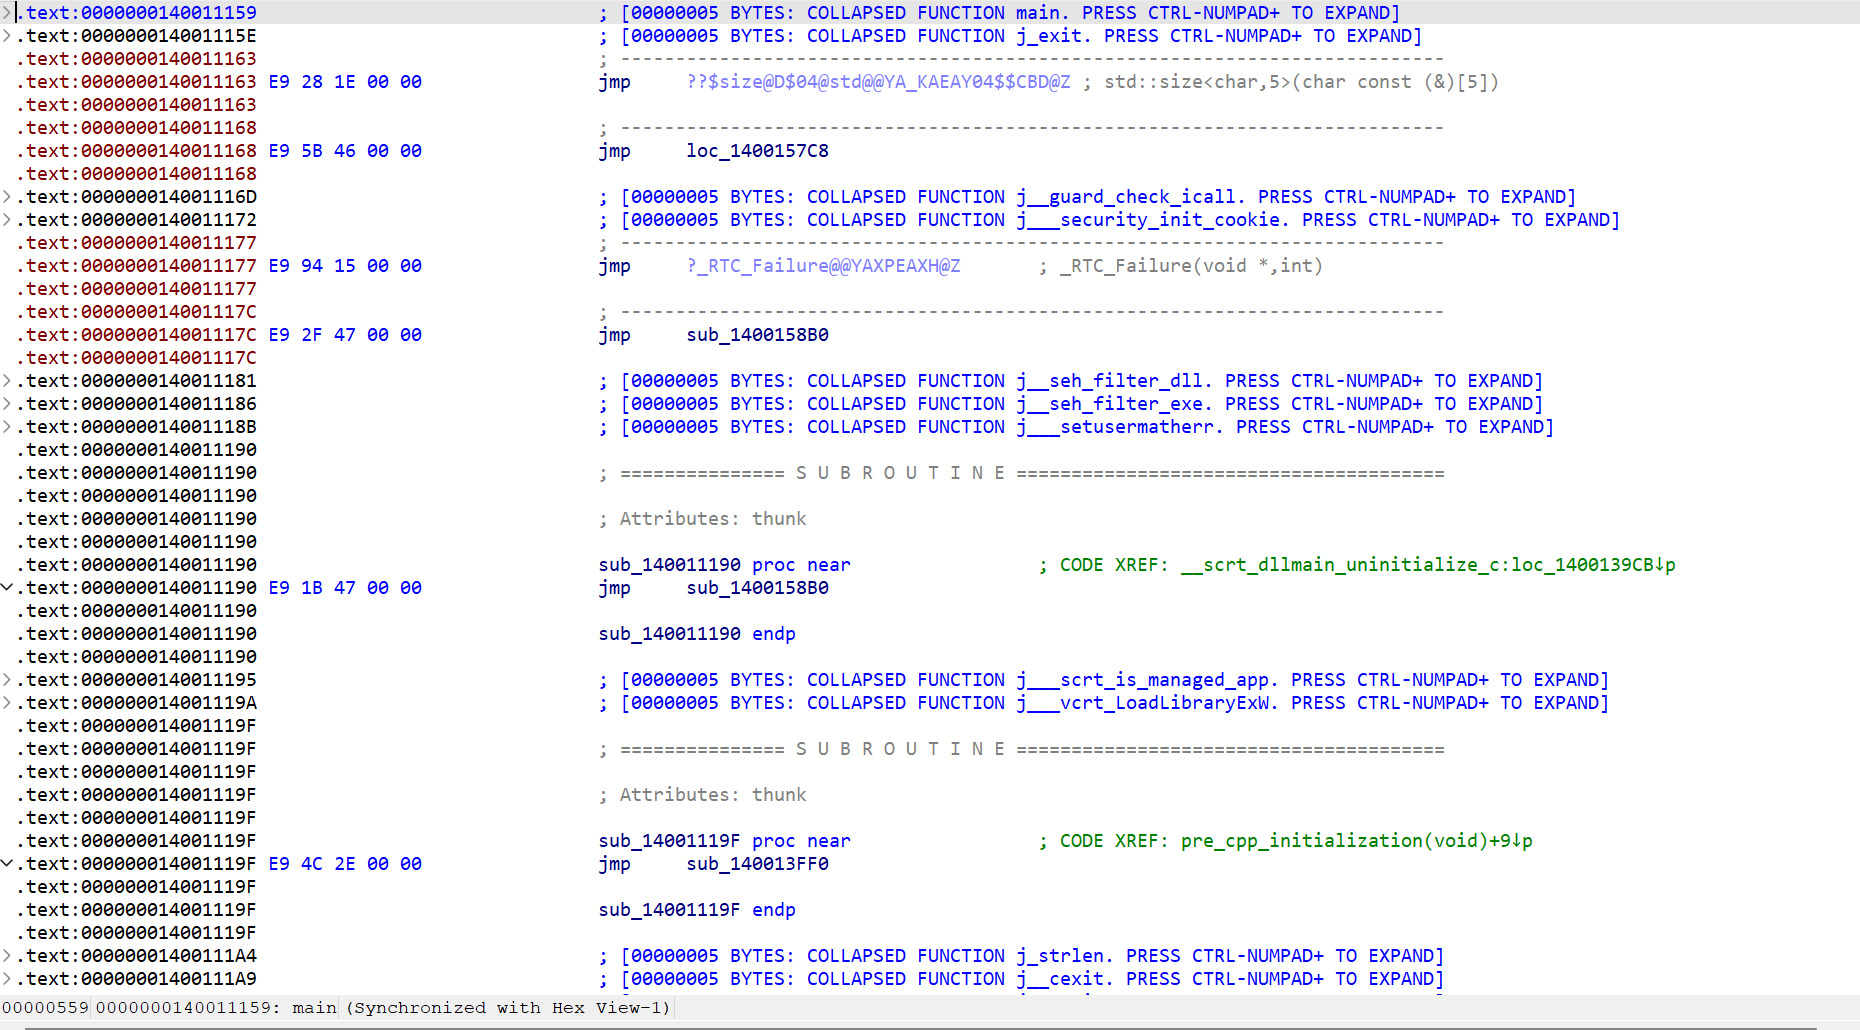 .text:0000000140011159 ; [00000005 BYTES: COLLAPSED FUNCTION main. PRESS CTRL-NUMPAD+ TO EXPAND]
.text:000000014001115E ; [00000005 BYTES: COLLAPSED FUNCTION j_exit. PRESS CTRL-NUMPAD+ TO EXPAND]
.text:0000000140011163 ; ---------------------------------------------------------------------------
.text:0000000140011163 E9 28 1E 00 00 jmp ??$size@D$04@std@@YA_KAEAY04$$CBD@Z ; std::size<char,5>(char const (&)[5])
.text:0000000140011163
.text:0000000140011168 ; ---------------------------------------------------------------------------
.text:0000000140011168 E9 5B 46 00 00 jmp loc_1400157C8
.text:0000000140011168
.text:000000014001116D ; [00000005 BYTES: COLLAPSED FUNCTION j__guard_check_icall. PRESS CTRL-NUMPAD+ TO EXPAND]
.text:0000000140011172 ; [00000005 BYTES: COLLAPSED FUNCTION j___security_init_cookie. PRESS CTRL-NUMPAD+ TO EXPAND]
.text:0000000140011177 ; ---------------------------------------------------------------------------
.text:0000000140011177 E9 94 15 00 00 jmp ?_RTC_Failure@@YAXPEAXH@Z ; _RTC_Failure(void *,int)
.text:0000000140011177
.text:000000014001117C ; ---------------------------------------------------------------------------
.text:000000014001117C E9 2F 47 00 00 jmp sub_1400158B0
.text:000000014001117C
.text:0000000140011181 ; [00000005 BYTES: COLLAPSED FUNCTION j__seh_filter_dll. PRESS CTRL-NUMPAD+ TO EXPAND]
.text:0000000140011186 ; [00000005 BYTES: COLLAPSED FUNCTION j__seh_filter_exe. PRESS CTRL-NUMPAD+ TO EXPAND]
.text:000000014001118B ; [00000005 BYTES: COLLAPSED FUNCTION j___setusermatherr. PRESS CTRL-NUMPAD+ TO EXPAND]
.text:0000000140011190
.text:0000000140011190 ; =============== S U B R O U T I N E =======================================
.text:0000000140011190
.text:0000000140011190 ; Attributes: thunk
.text:0000000140011190
.text:0000000140011190 sub_140011190 proc near ; CODE XREF: __scrt_dllmain_uninitialize_c:loc_1400139CB↓p
.text:0000000140011190 E9 1B 47 00 00 jmp sub_1400158B0
.text:0000000140011190
.text:0000000140011190 sub_140011190 endp
.text:0000000140011190
.text:0000000140011195 ; [00000005 BYTES: COLLAPSED FUNCTION j___scrt_is_managed_app. PRESS CTRL-NUMPAD+ TO EXPAND]
.text:000000014001119A ; [00000005 BYTES: COLLAPSED FUNCTION j___vcrt_LoadLibraryExW. PRESS CTRL-NUMPAD+ TO EXPAND]
.text:000000014001119F
.text:000000014001119F ; =============== S U B R O U T I N E =======================================
.text:000000014001119F
.text:000000014001119F ; Attributes: thunk
.text:000000014001119F
.text:000000014001119F sub_14001119F proc near ; CODE XREF: pre_cpp_initialization(void)+9↓p
.text:000000014001119F E9 4C 2E 00 00 jmp sub_140013FF0
.text:000000014001119F
.text:000000014001119F sub_14001119F endp
.text:000000014001119F
.text:00000001400111A4 ; [00000005 BYTES: COLLAPSED FUNCTION j_strlen. PRESS CTRL-NUMPAD+ TO EXPAND]
.text:00000001400111A9 ; [00000005 BYTES: COLLAPSED FUNCTION j__cexit. PRESS CTRL-NUMPAD+ TO EXPAND]
00000559 0000000140011159: main (Synchronized with Hex View-1)